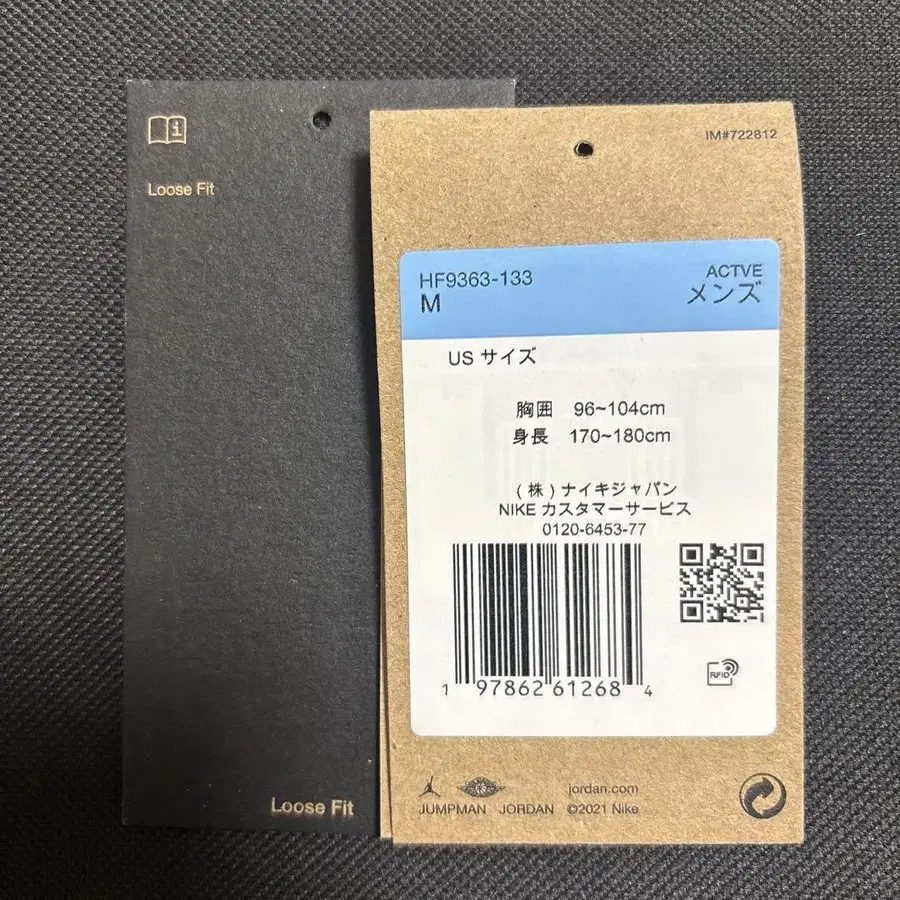 Loose Fit
Loose Fit
IM#722812
HF9363-133
M
ACTVE
メンズ
US サイズ
胸囲 96~104cm
身長 170~180cm
(株)ナイキジャパン
NIKE カスタマーサービス
0120-6453-77
1 97862 61268 4
RFID
jordan.com
JUMPMAN JORDAN ©2021 Nike